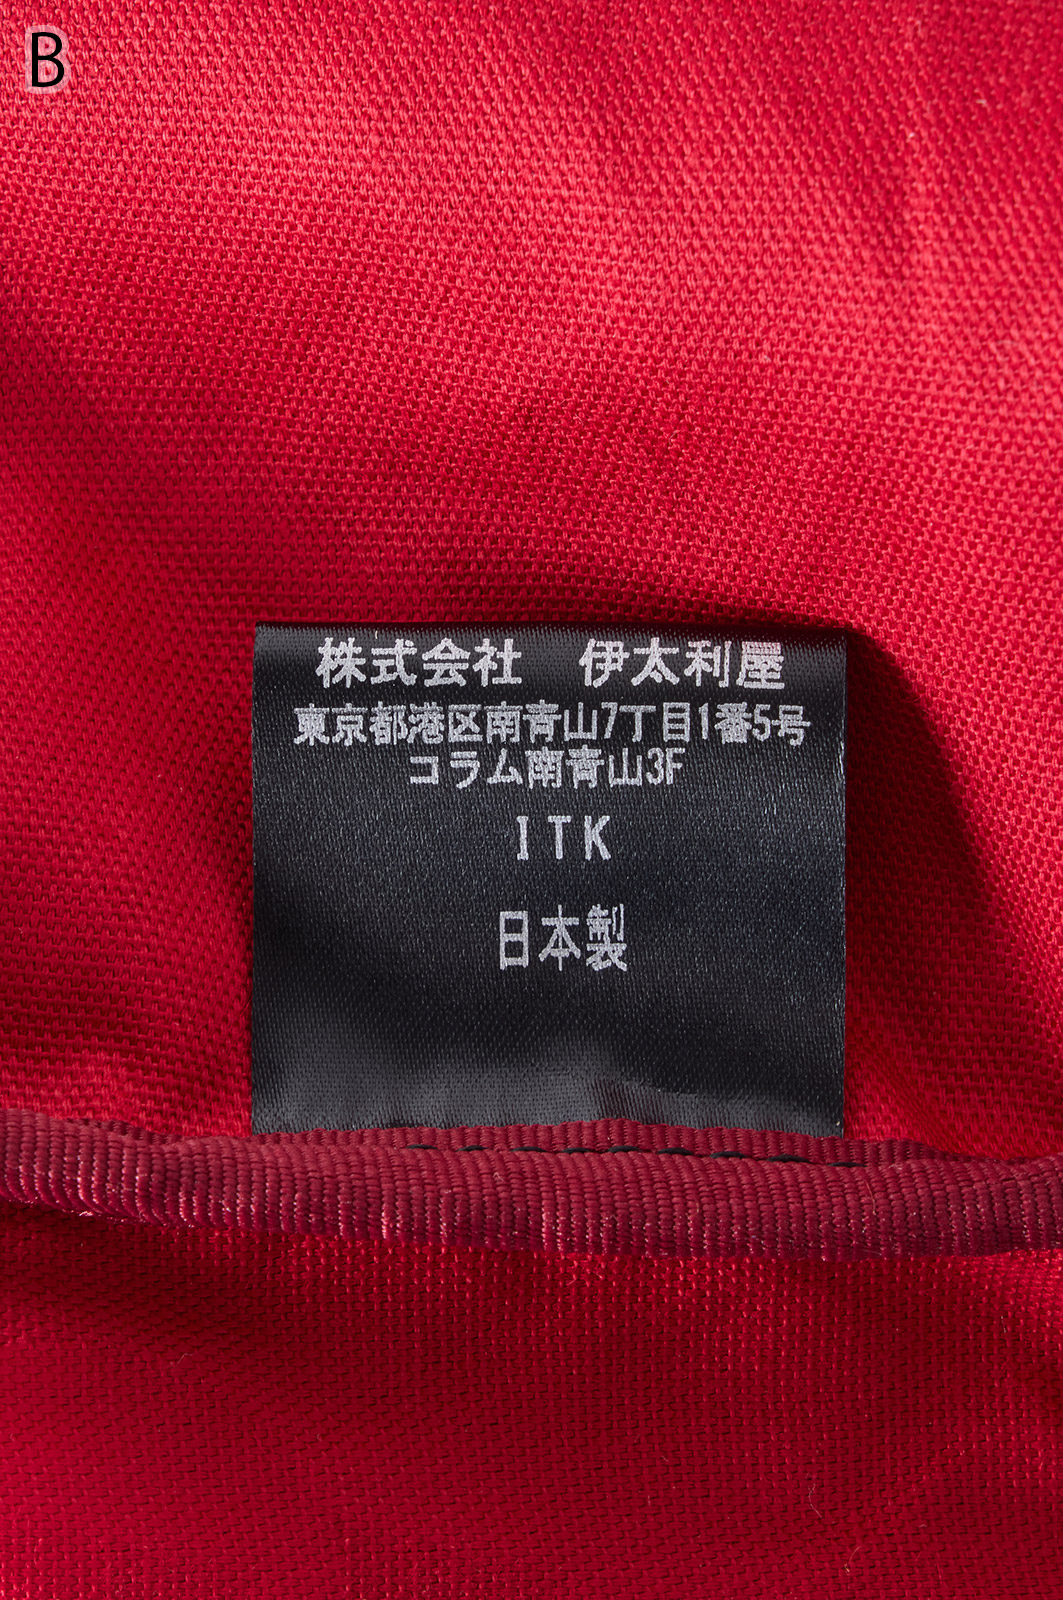 B
株式会社　伊太利屋
東京都港区南青山7丁目1番5号
コラム南青山3F
ITK
日本製